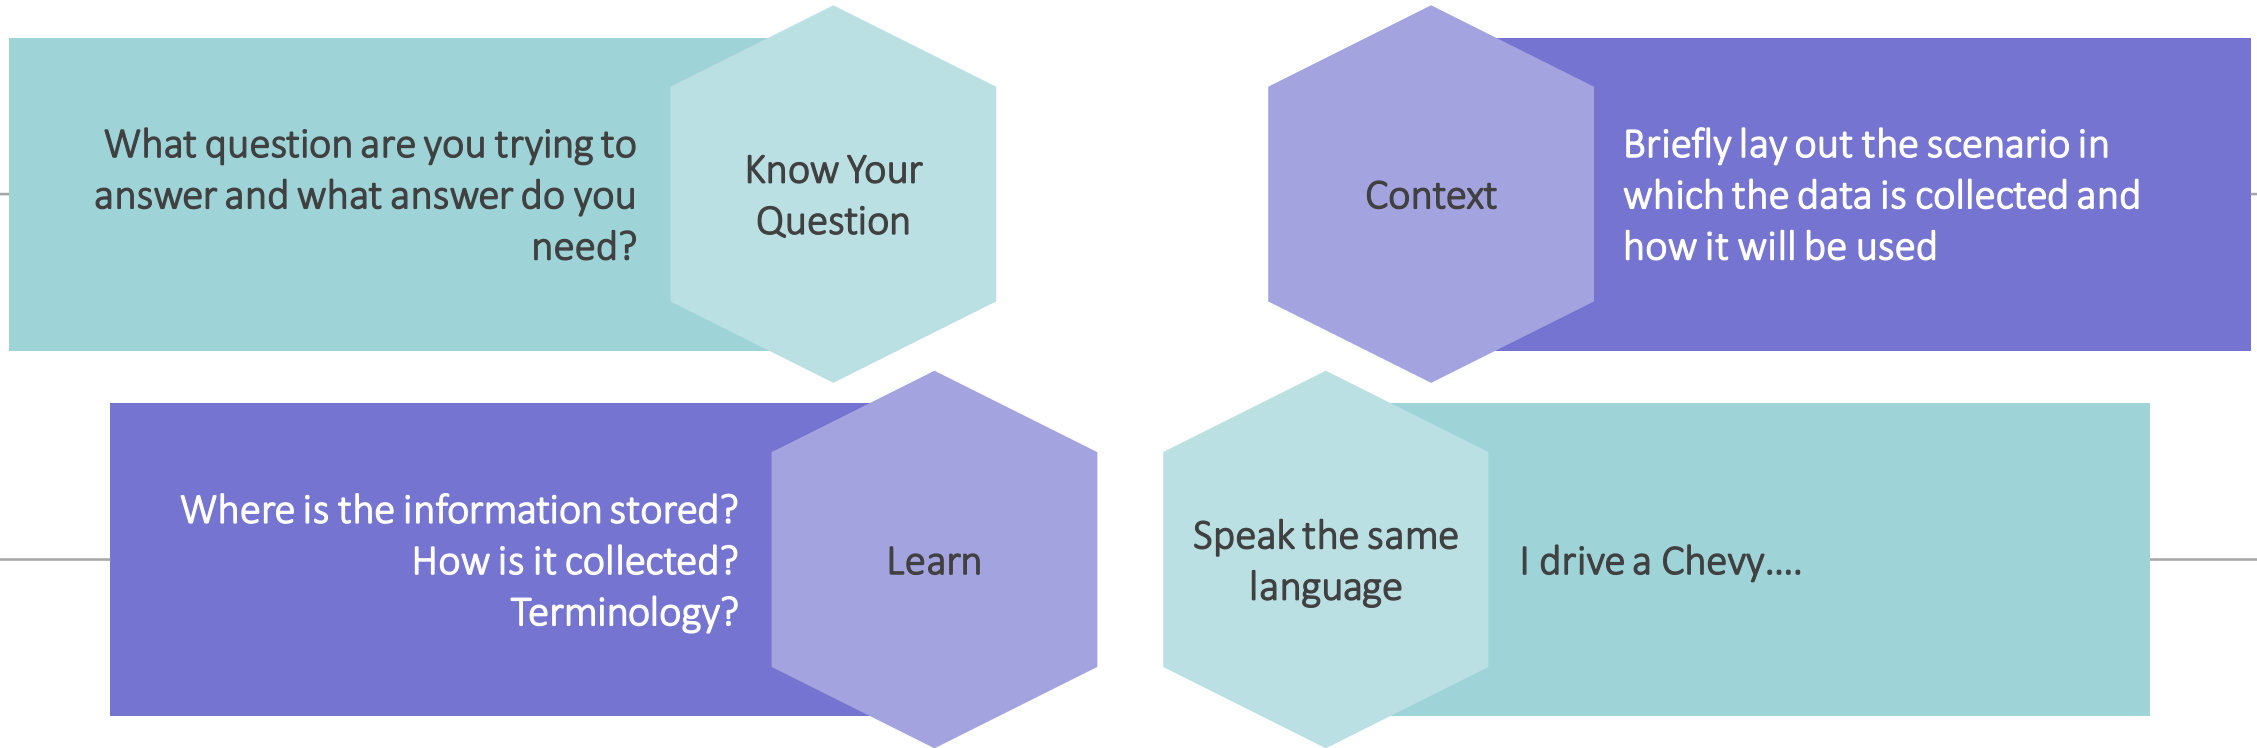 What question are you trying to
answer and what answer do you
need?
Know Your
Question
Context
Briefly lay out the scenario in
which the data is collected and
how it will be used
Where is the information stored?
How is it collected?
Terminology?
Learn
Speak the same
language
I drive a Chevy....